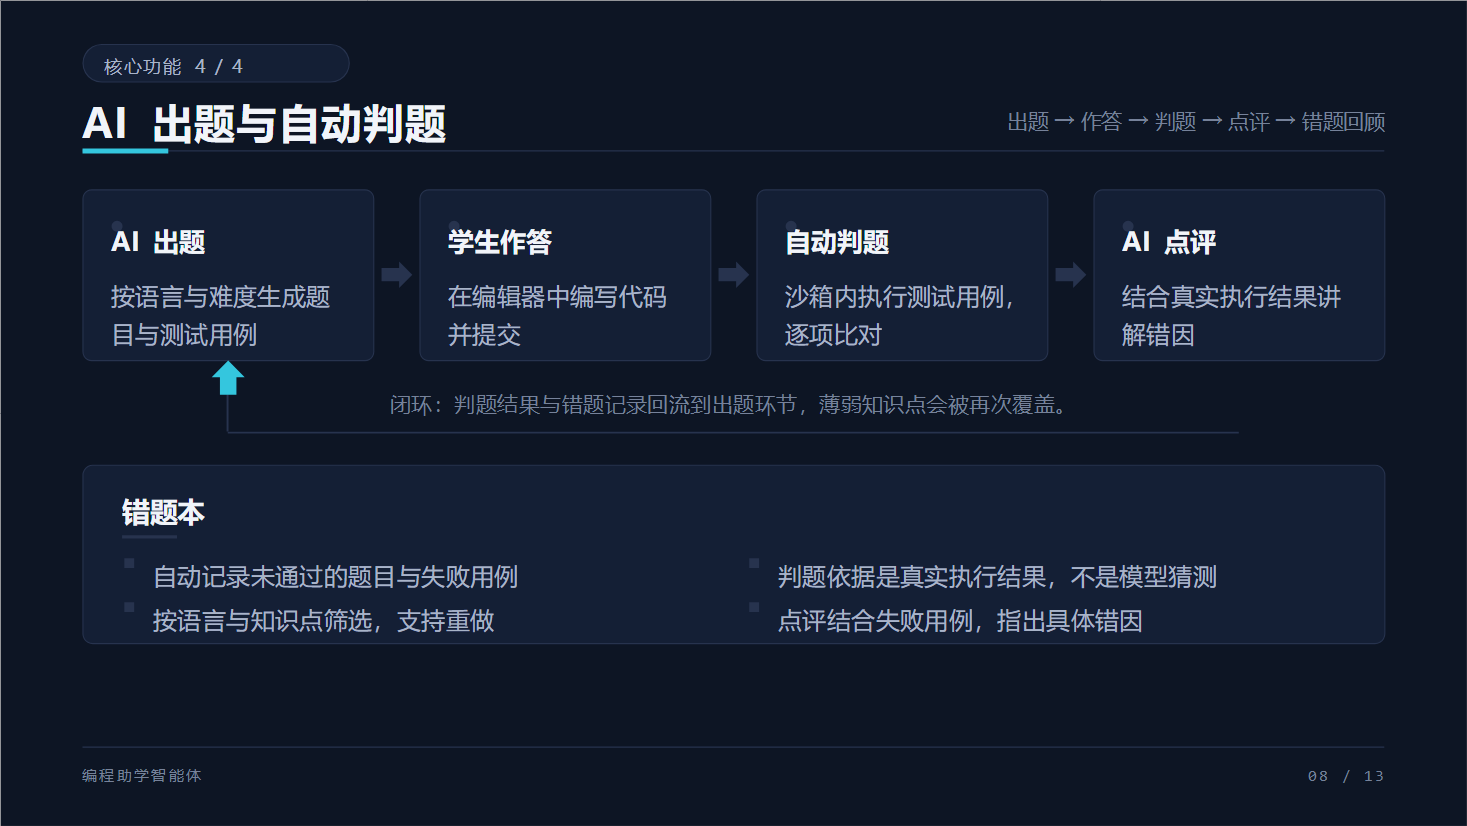 核心功能 4 / 4
AI 出题与自动判题
出题 → 作答 → 判题 → 点评 → 错题回顾
AI 出题
按语言与难度生成题
目与测试用例
学生作答
在编辑器中编写代码
并提交
自动判题
沙箱内执行测试用例，
逐项比对
AI 点评
结合真实执行结果讲
解错因
闭环：判题结果与错题记录回流到出题环节，薄弱知识点会被再次覆盖。
错题本
自动记录未通过的题目与失败用例
按语言与知识点筛选，支持重做
判题依据是真实执行结果，不是模型猜测
点评结合失败用例，指出具体错因
编程助学智能体
08 / 13